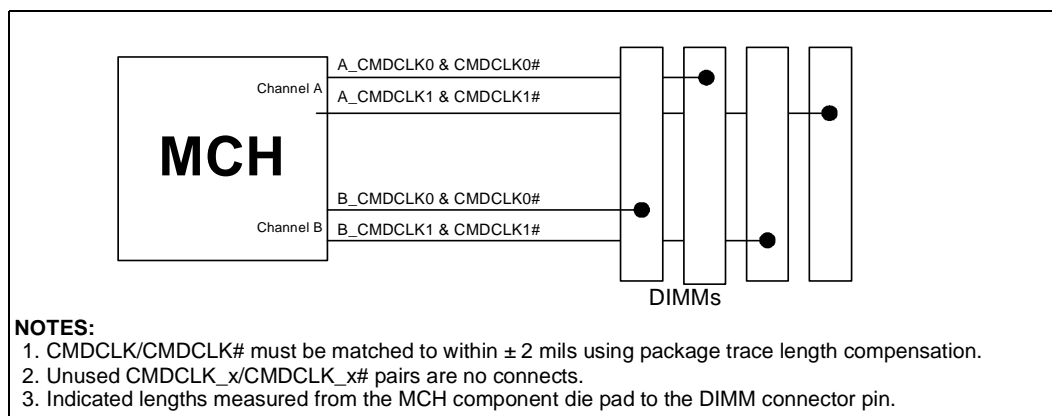 A_CMDCLK0 & CMDCLK0#
Channel A
A_CMDCLK1 & CMDCLK1#
MCH
B_CMDCLK0 & CMDCLK0#
Channel B
B_CMDCLK1 & CMDCLK1#
DIMMs
NOTES:
1. CMDCLK/CMDCLK# must be matched to within ± 2 mils using package trace length compensation.
2. Unused CMDCLK_x/CMDCLK_x# pairs are no connects.
3. Indicated lengths measured from the MCH component die pad to the DIMM connector pin.